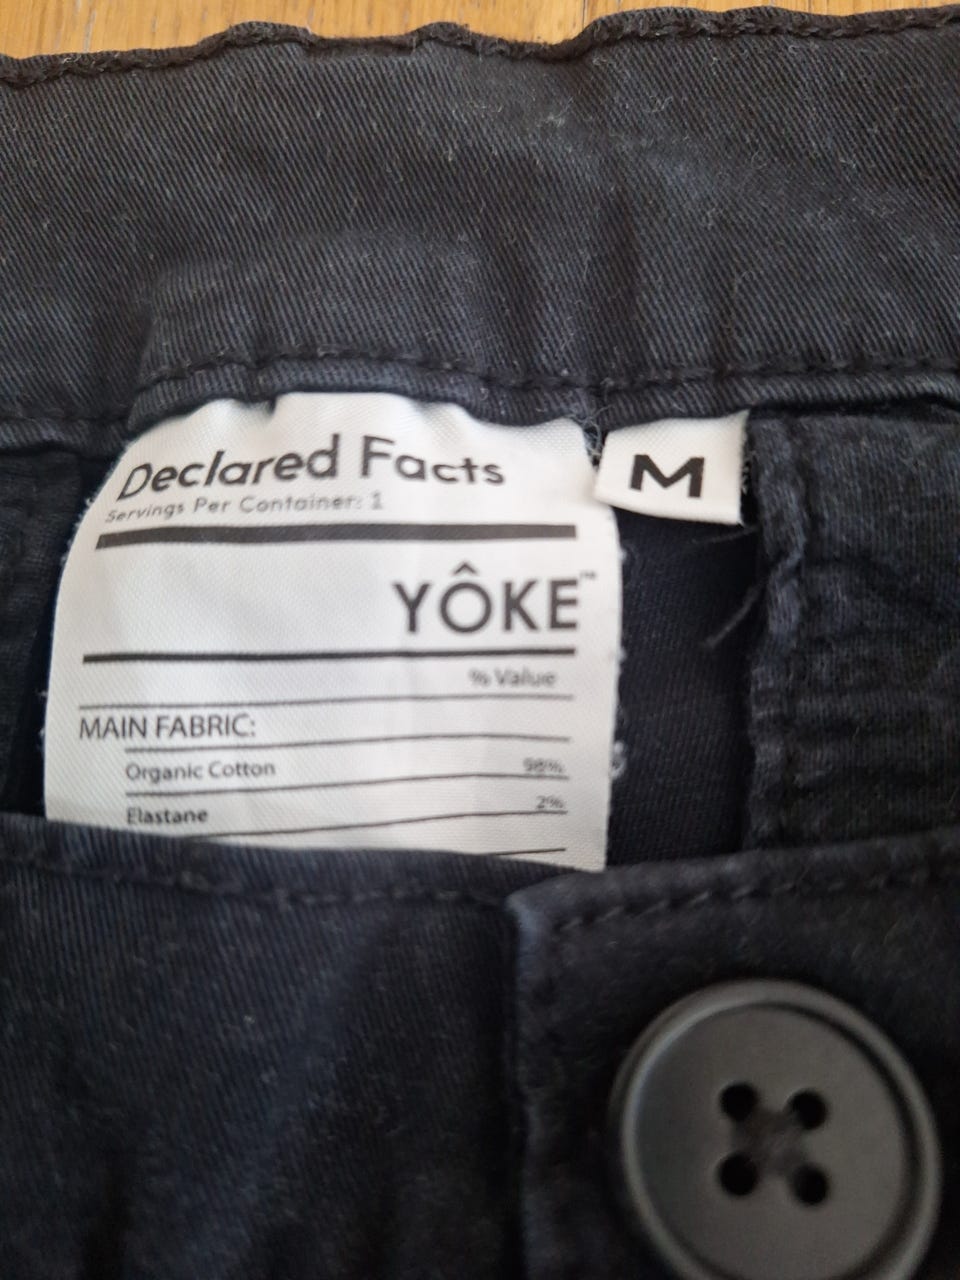 Declared Facts
Servings Per Container: 1
M
YÔKE™
% Value
MAIN FABRIC:
Organic Cotton 98%
Elastane 2%